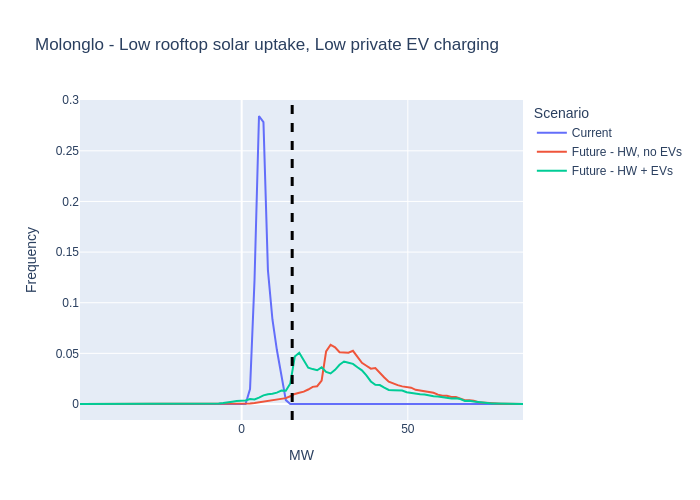 Molonglo - Low rooftop solar uptake, Low private EV charging
Scenario
Current
Future - HW, no EVs
Future - HW + EVs
Frequency
0.3
0.25
0.2
0.15
0.1
0.05
0
0
50
MW